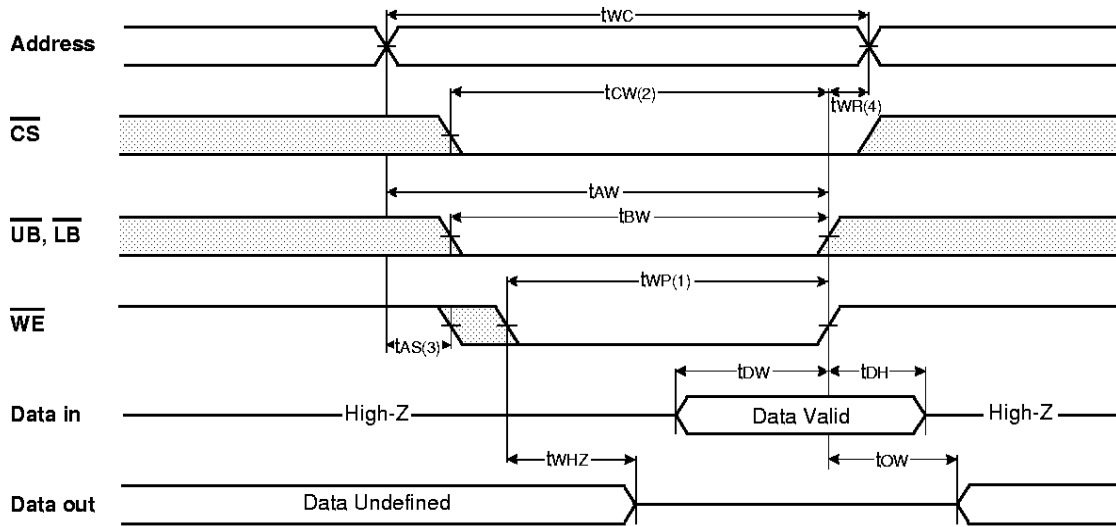 tWC
Address
tCW(2)
tWR(4)
CS
tAW
UB, LB
tBW
tWP(1)
WE
tAS(3)
tDW
tDH
Data in
High-Z
Data Valid
High-Z
tWHZ
tOW
Data out
Data Undefined